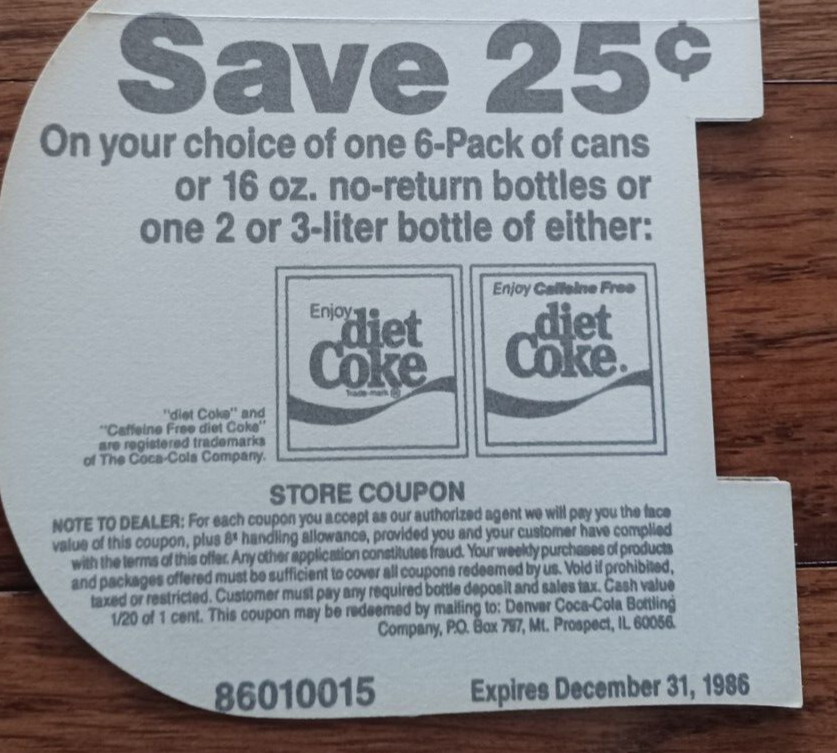 Save 25¢
On your choice of one 6-Pack of cans
or 16 oz. no-return bottles or
one 2 or 3-liter bottle of either:
Enjoy
diet
Coke
Trade-mark ®
Enjoy Caffeine Free
diet
Coke.
"diet Coke" and
"Caffeine Free diet Coke"
are registered trademarks
of The Coca-Cola Company.
STORE COUPON
NOTE TO DEALER: For each coupon you accept as our authorized agent we will pay you the face
value of this coupon, plus 8¢ handling allowance, provided you and your customer have complied
with the terms of this offer. Any other application constitutes fraud. Your weekly purchases of products
and packages offered must be sufficient to cover all coupons redeemed by us. Void if prohibited,
taxed or restricted. Customer must pay any required bottle deposit and sales tax. Cash value
1/20 of 1 cent. This coupon may be redeemed by mailing to: Denver Coca-Cola Bottling
Company, P.O. Box 797, Mt. Prospect, IL 60056.
86010015
Expires December 31, 1986